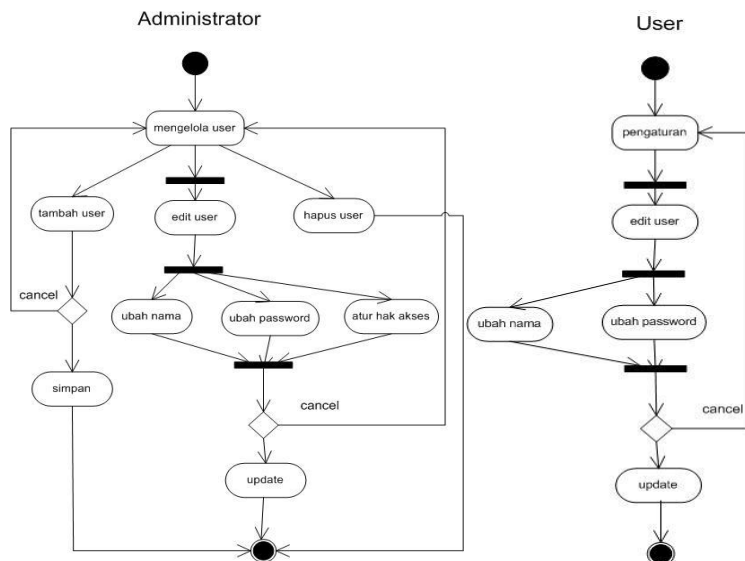 Administrator
User
mengelola user
tambah user
edit user
hapus user
cancel
ubah nama
ubah password
atur hak akses
simpan
cancel
update
pengaturan
edit user
ubah nama
ubah password
cancel
update